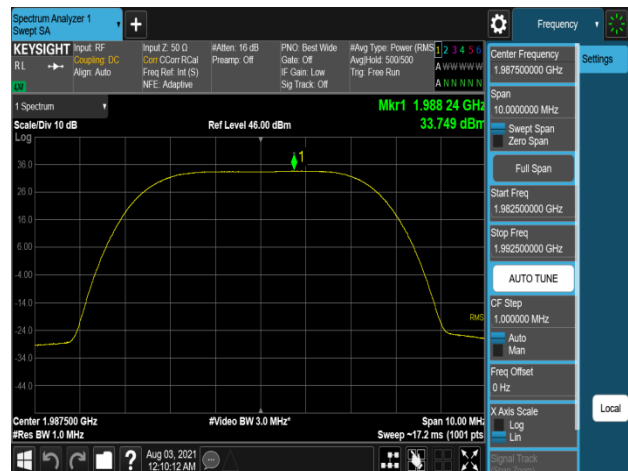 Spectrum Analyzer 1
Swept SA
+
Frequency
KEYSIGHT
RL
Input: RF
Coupling: DC
Align: Auto
Input Z: 50 Ω
Corr CCorr RCal
Freq Ref: Int (S)
NFE: Adaptive
#Atten: 16 dB
Preamp: Off
PNO: Best Wide
Gate: Off
IF Gain: Low
Sig Track: Off
#Avg Type: Power (RMS
Avg|Hold: 500/500
Trig: Free Run
1 2 3 4 5 6
A W W W W W
A N N N N N
LXI
1 Spectrum
Scale/Div 10 dB
Log
Ref Level 46.00 dBm
Mkr1 1.988 24 GHz
33.749 dBm
1
36.0
26.0
16.0
6.00
-4.00
-14.0
-24.0
-34.0
-44.0
RMS
Center 1.987500 GHz
#Res BW 1.0 MHz
#Video BW 3.0 MHz*
Span 10.00 MHz
Sweep ~17.2 ms (1001 pts
?
Aug 03, 2021
12:10:12 AM
Center Frequency
1.987500000 GHz
Span
10.0000000 MHz
Swept Span
Zero Span
Full Span
Start Freq
1.982500000 GHz
Stop Freq
1.992500000 GHz
AUTO TUNE
CF Step
1.000000 MHz
Auto
Man
Freq Offset
0 Hz
X Axis Scale
Log
Lin
Signal Track
Settings
Local